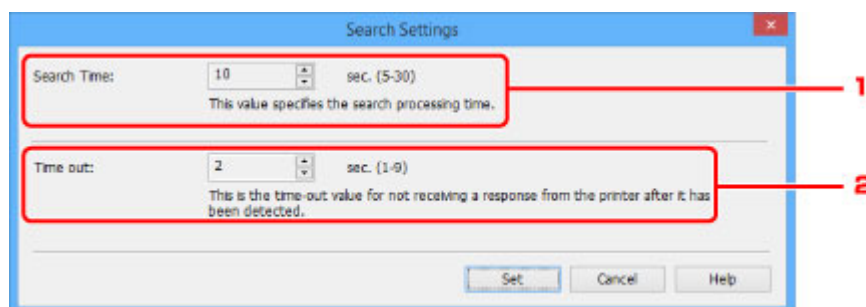 Search Settings
Search Time:
10
sec. (5-30)
1
This value specifies the search processing time.
Time out:
2
sec. (1-9)
2
This is the time-out value for not receiving a response from the printer after it has
been detected.
Set
Cancel
Help